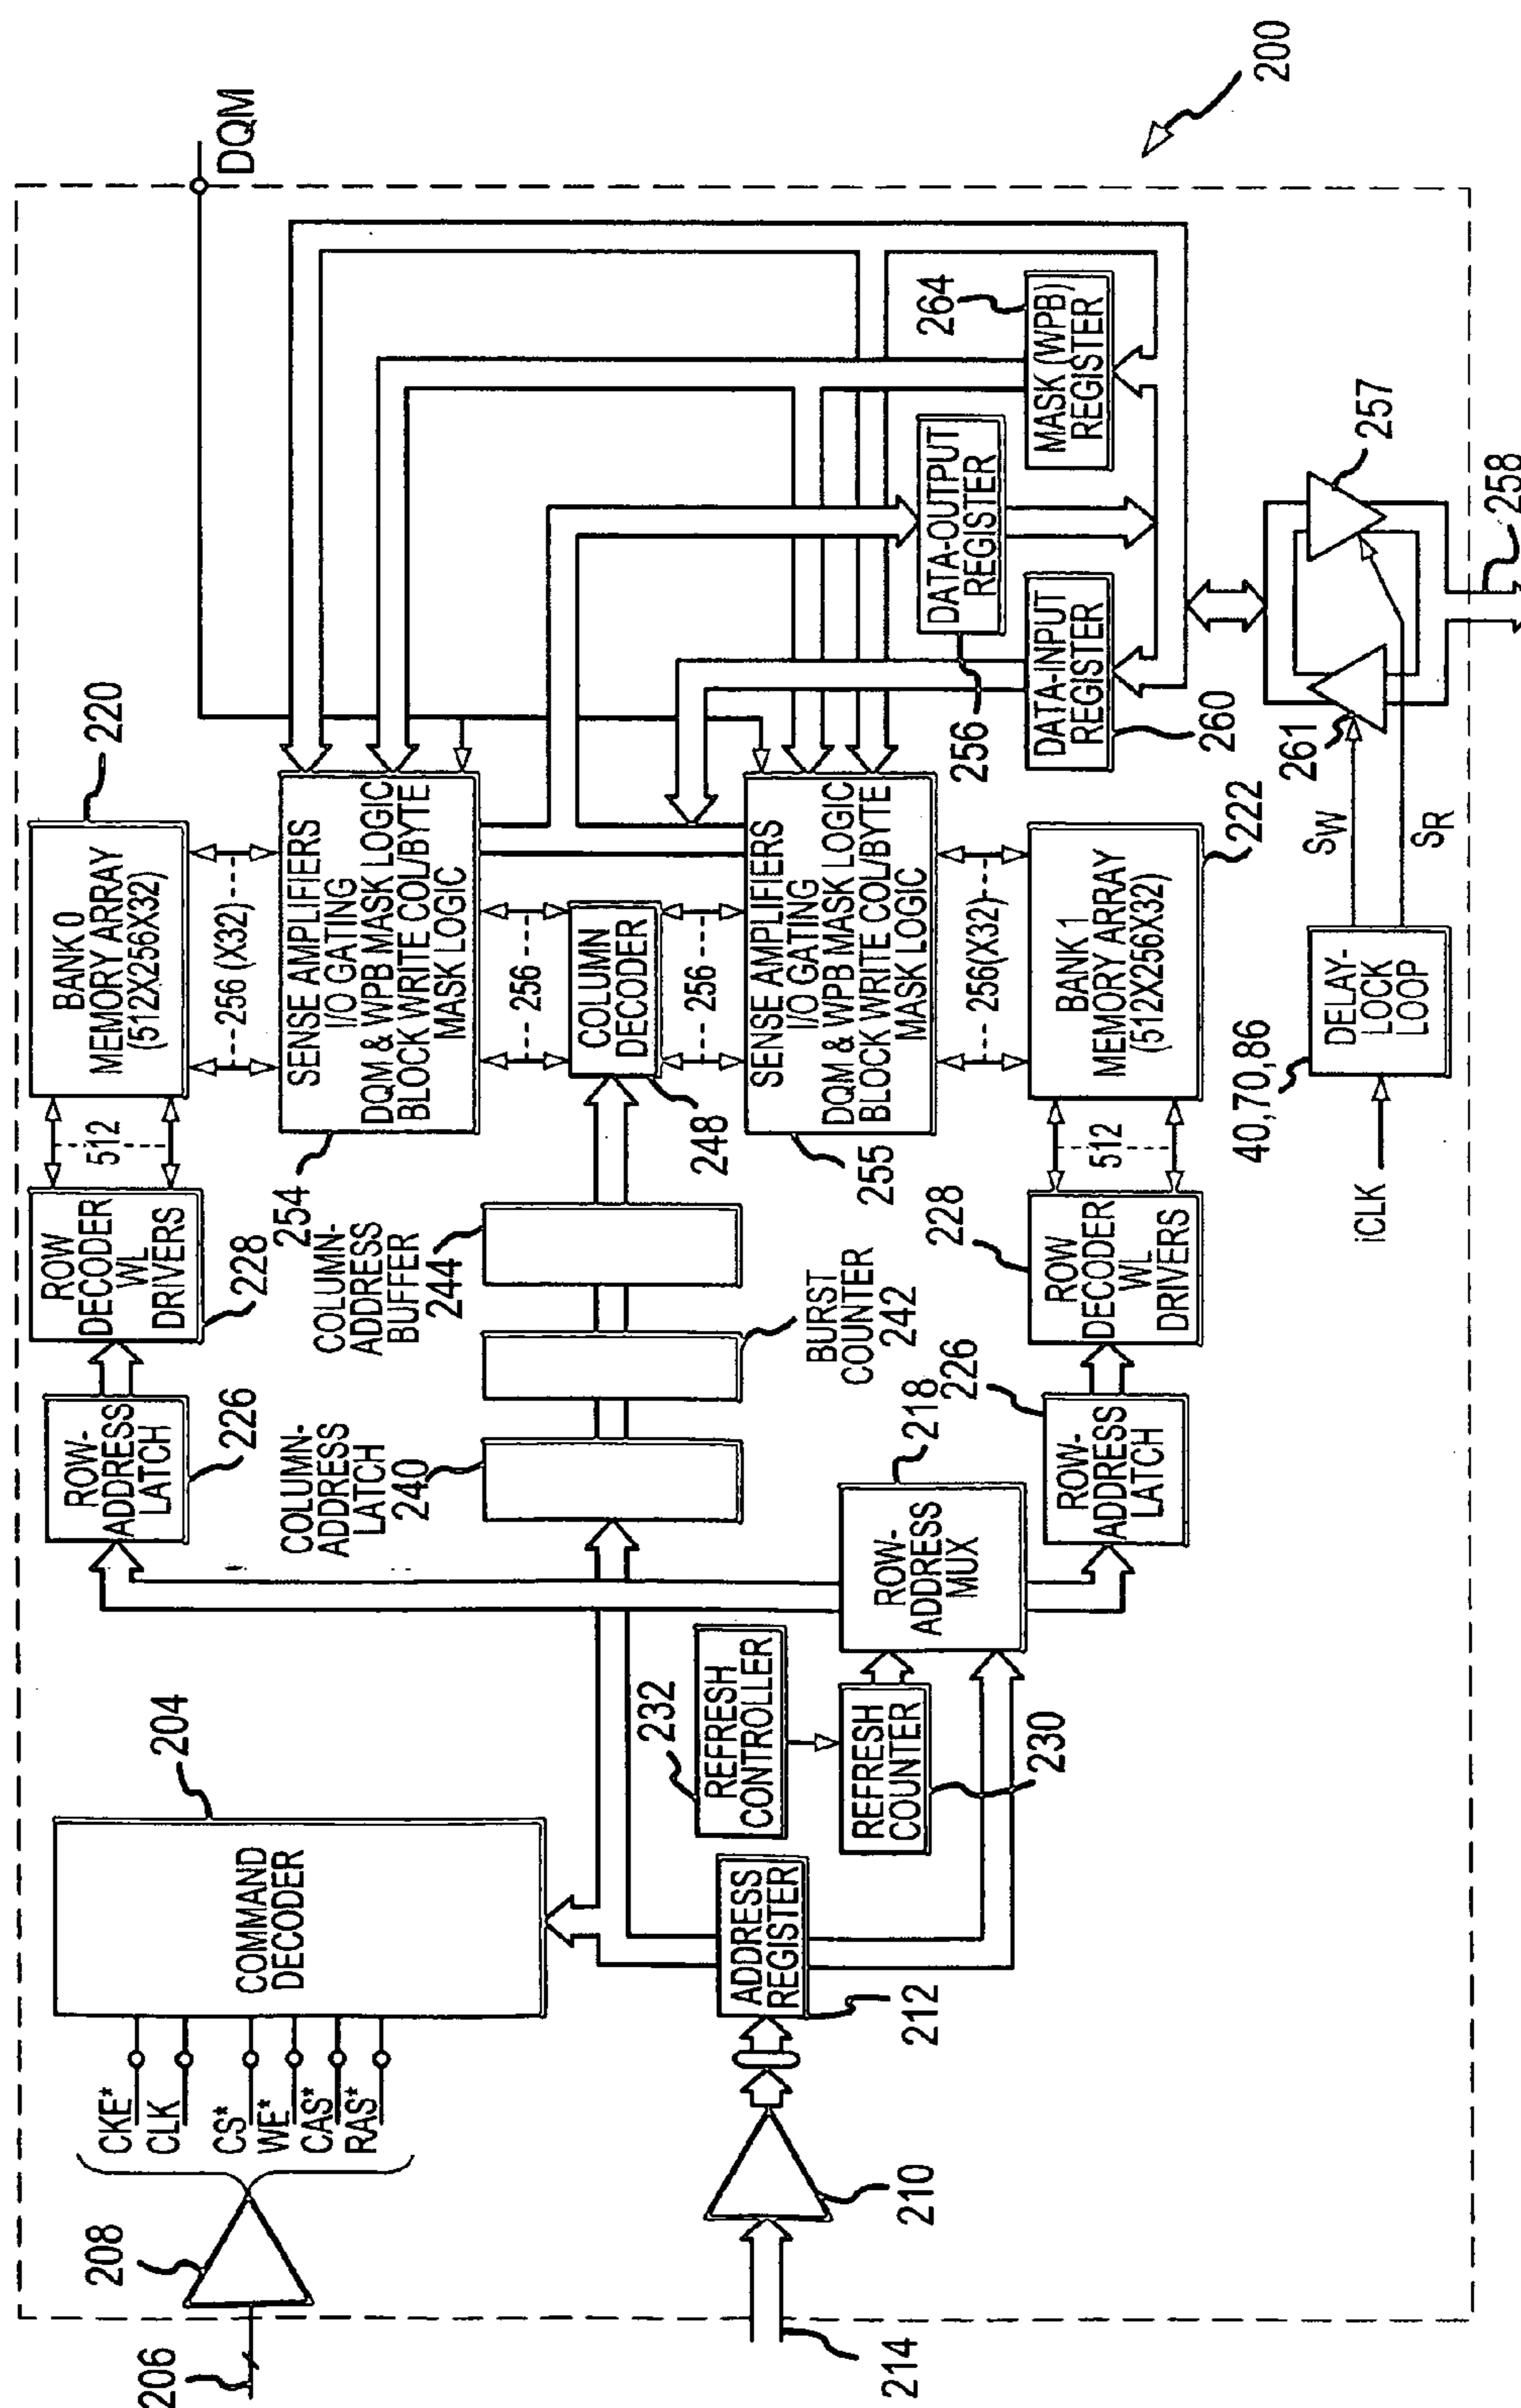 206
208
CKE*
CLK
CS*
WE*
CAS*
RAS*
COMMAND
DECODER
204
214
210
ADDRESS
REGISTER
212
REFRESH
CONTROLLER
232
REFRESH
COUNTER
230
ROW-
ADDRESS
MUX
218
ROW-
ADDRESS
LATCH
226
ROW
DECODER
WL
DRIVERS
228
512
BANK 0
MEMORY ARRAY
(512X256X32)
220
256 (X32)
COLUMN-
ADDRESS
LATCH
240
BURST
COUNTER
242
COLUMN-
ADDRESS
BUFFER
244
SENSE AMPLIFIERS
I/O GATING
DQM & WPB MASK LOGIC
BLOCK WRITE COL/BYTE
MASK LOGIC
254
256
COLUMN
DECODER
248
256
SENSE AMPLIFIERS
I/O GATING
DQM & WPB MASK LOGIC
BLOCK WRITE COL/BYTE
MASK LOGIC
255
256(X32)
ROW-
ADDRESS
LATCH
226
ROW
DECODER
WL
DRIVERS
228
512
BANK 1
MEMORY ARRAY
(512X256X32)
222
DQM
DATA-OUTPUT
REGISTER
256
DATA-INPUT
REGISTER
260
MASK (WPB)
REGISTER
264
iCLK
DELAY-
LOCK
LOOP
40,70,86
SW
SR
261
257
258
200